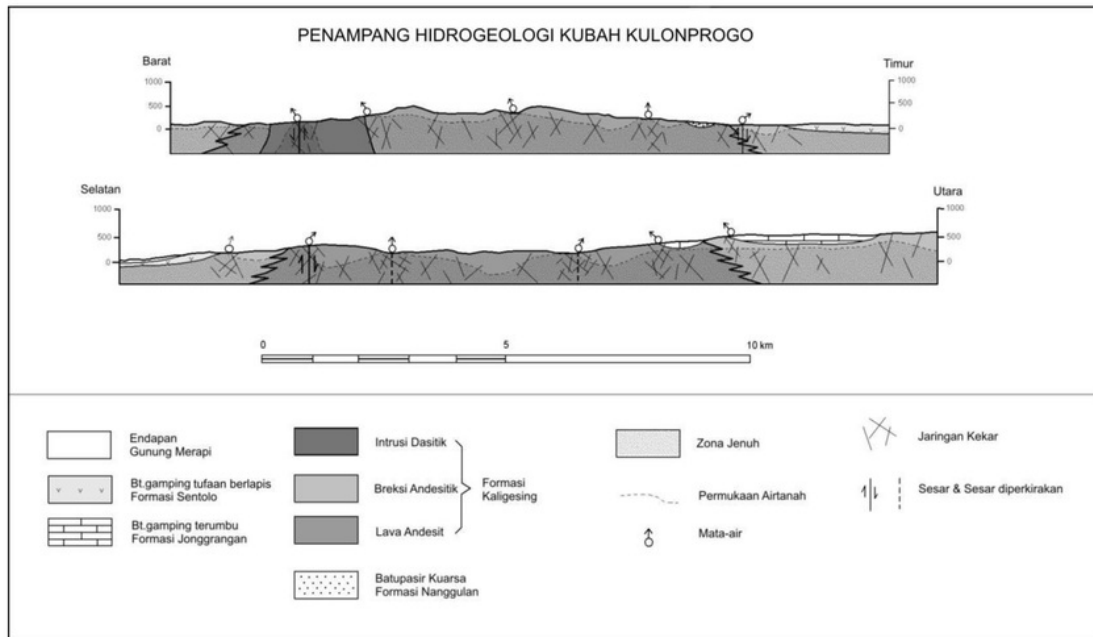 PENAMPANG HIDROGEOLOGI KUBAH KULONPROGO
Barat
Timur
1000
500
0
1000
500
0
Selatan
Utara
1000
500
0
1000
500
0
0
5
10 km
Endapan
Gunung Merapi
Bt.gamping tufaan berlapis
Formasi Sentolo
Bt.gamping terumbu
Formasi Jonggrangan
Intrusi Dasitik
Breksi Andesitik
Lava Andesit
Formasi
Kaligesing
Batupasir Kuarsa
Formasi Nanggulan
Zona Jenuh
Permukaan Airtanah
Mata-air
Jaringan Kekar
Sesar & Sesar diperkirakan